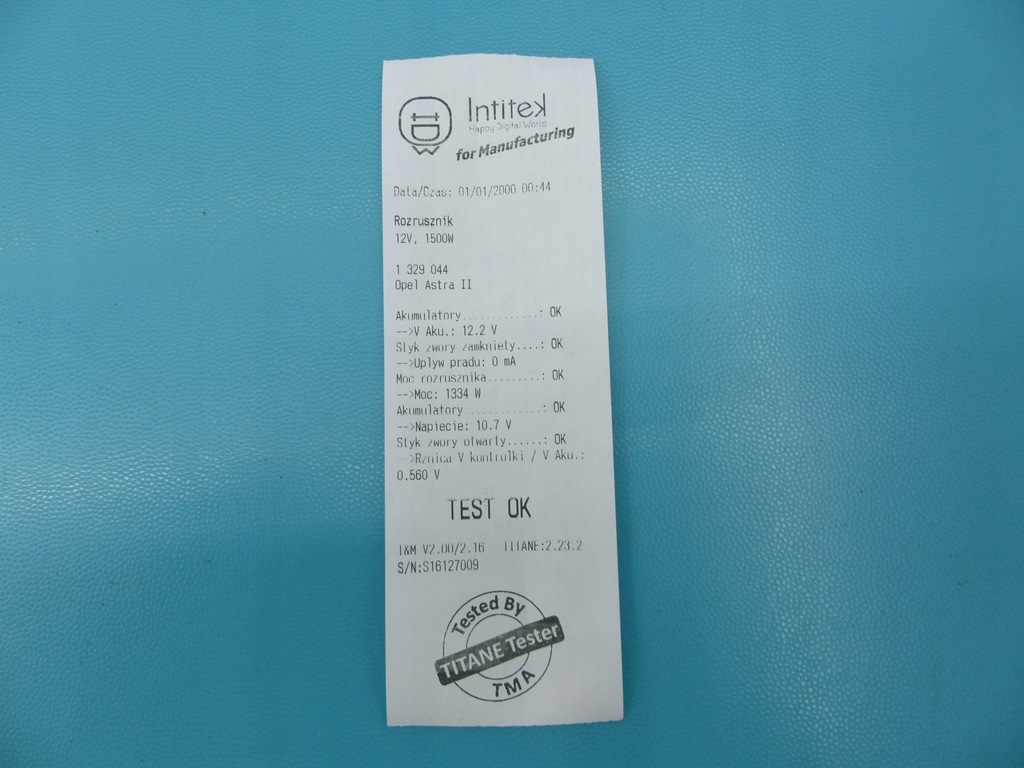 Intitek
Happy Digital World
for Manufacturing
Data/Czas: 01/01/2000 00:44
Rozrusznik
12V, 1500W
1 329 044
Opel Astra II
Akumulatory.............: OK
-->V Aku.: 12.2 V
Styk zwory zamkniety....: OK
-->Uplyw pradu: 0 mA
Moc rozrusznika.........: OK
-->Moc: 1334 W
Akumulatory.............: OK
-->Napiecie: 10.7 V
Styk zwory otwarty......: OK
-->Rznica V kontrolki / V Aku.:
0.560 V
TEST OK
T&M V2.00/2.16 TITANE:2.23.2
S/N:S16127009
Tested By
TITANE Tester
TMA